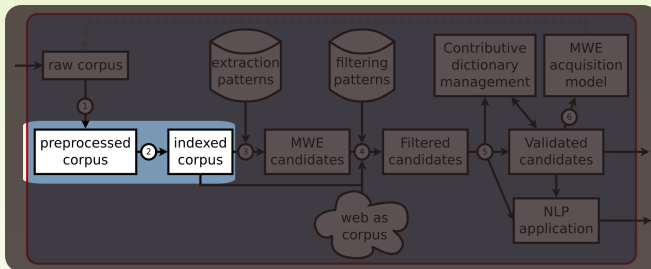 raw corpus
extraction
patterns
filtering
patterns
Contributive
dictionary
management
MWE
acquisition
model
1
6
preprocessed
corpus
2
indexed
corpus
3
MWE
candidates
4
Filtered
candidates
5
Validated
candidates
web as
corpus
NLP
application